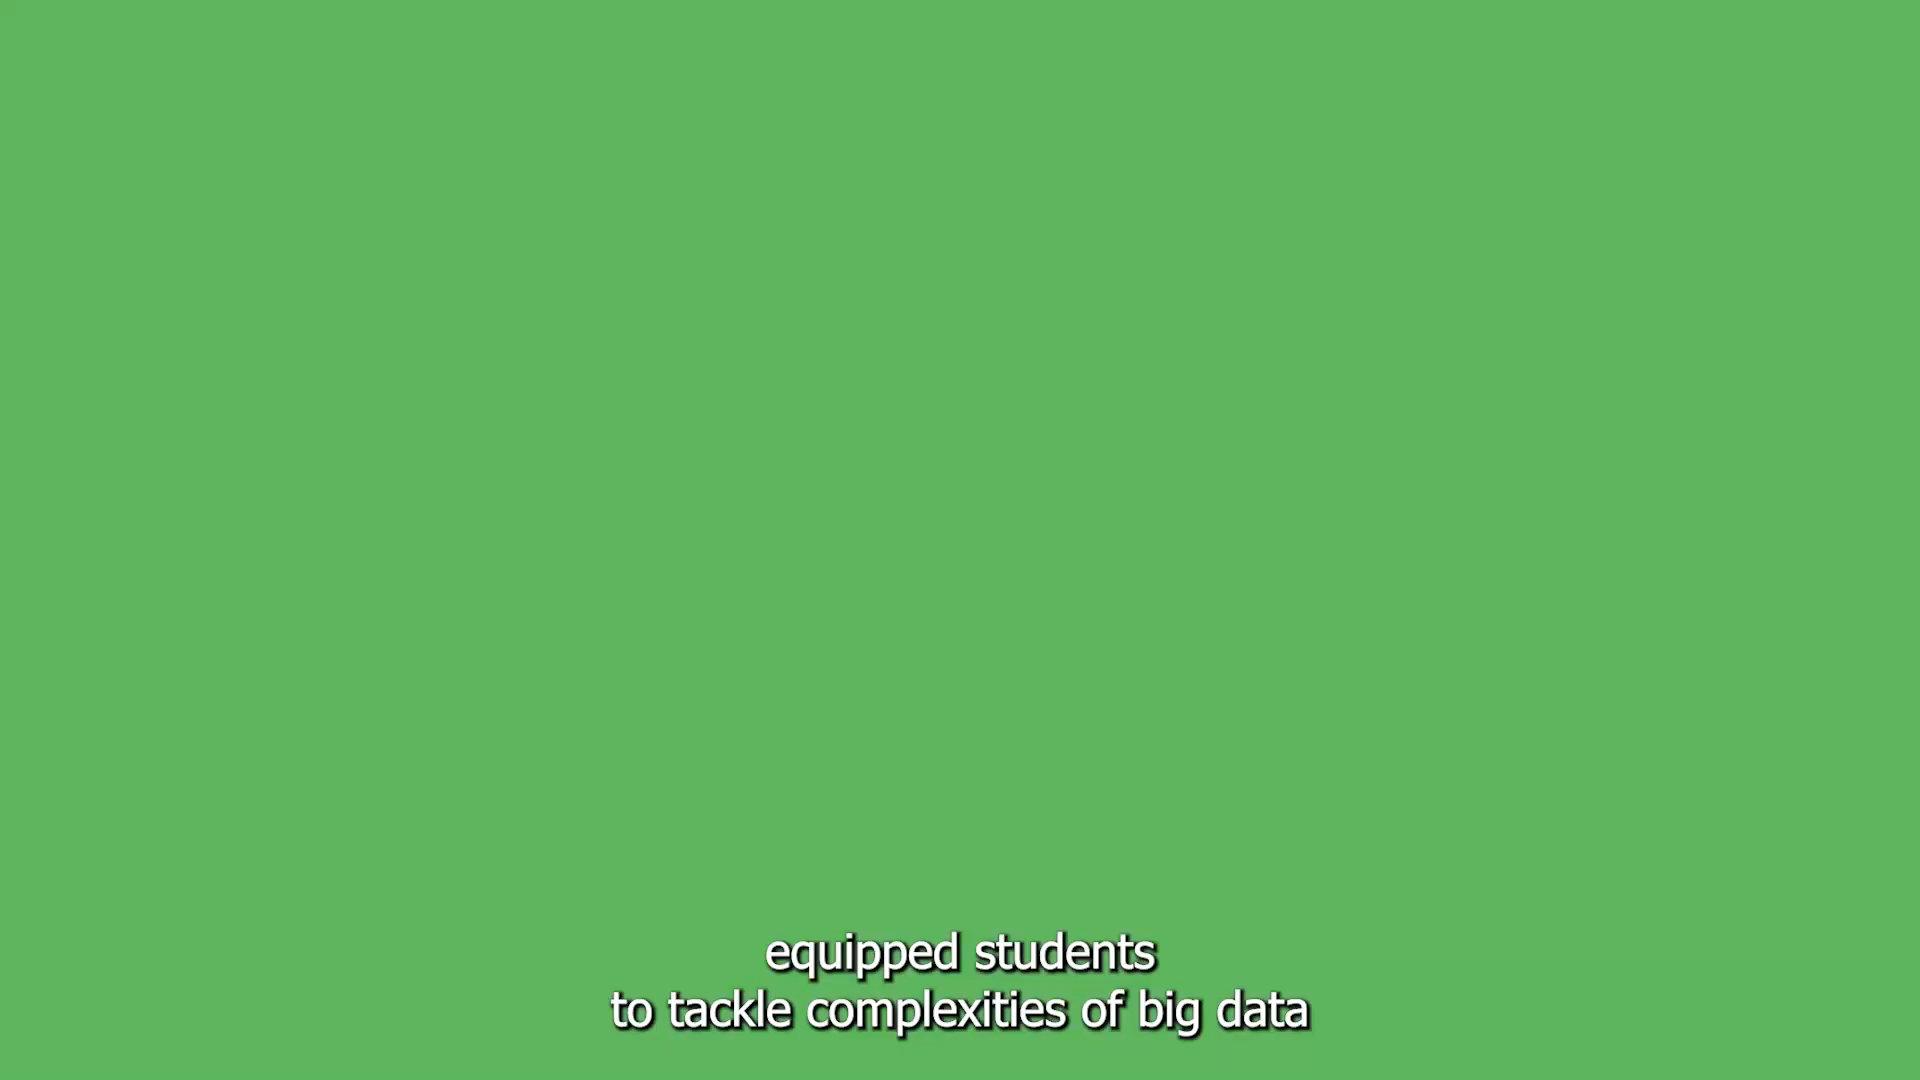 equipped students
to tackle complexities of big data